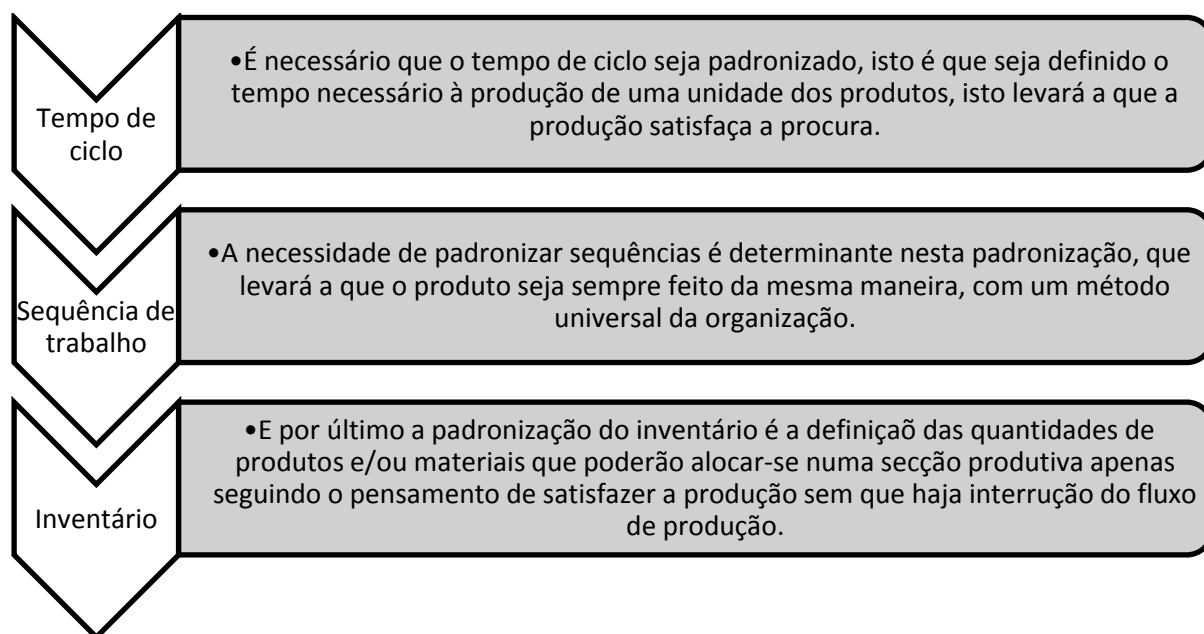 Tempo de
ciclo
•É necessário que o tempo de ciclo seja padronizado, isto é que seja definido o
tempo necessário à produção de uma unidade dos produtos, isto levará a que a
produção satisfaça a procura.
Sequência de
trabalho
•A necessidade de padronizar sequências é determinante nesta padronização, que
levará a que o produto seja sempre feito da mesma maneira, com um método
universal da organização.
Inventário
•E por último a padronização do inventário é a definiçaõ das quantidades de
produtos e/ou materiais que poderão alocar-se numa secção produtiva apenas
seguindo o pensamento de satisfazer a produção sem que haja interrução do fluxo
de produção.